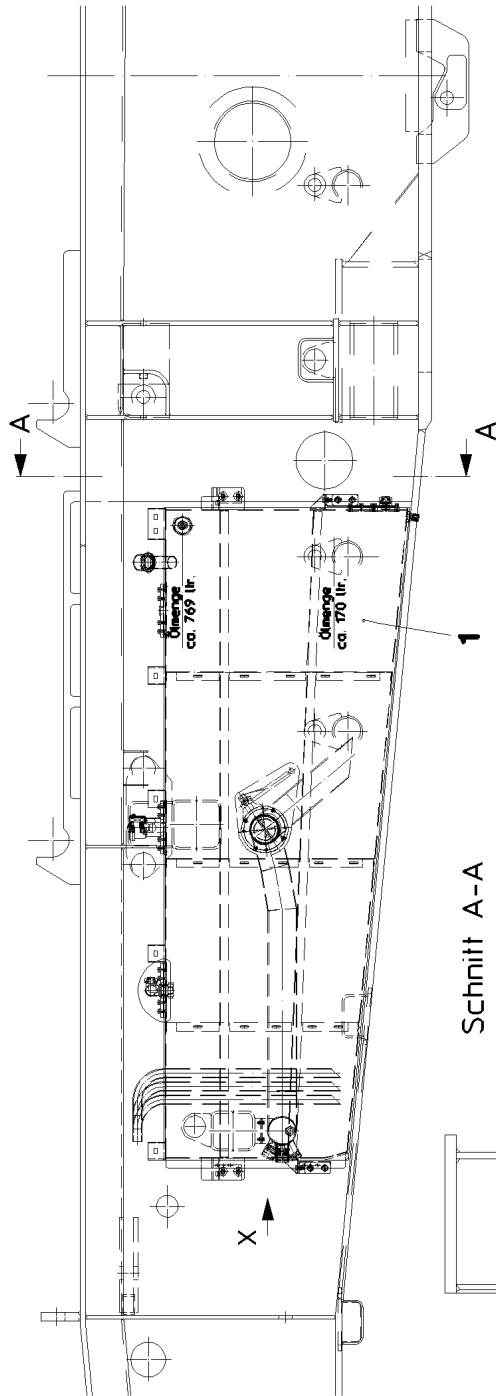 A
A
Ölmenge
ca. 769 ltr.
Ölmenge
ca. 170 ltr.
1
X
Schnitt A-A